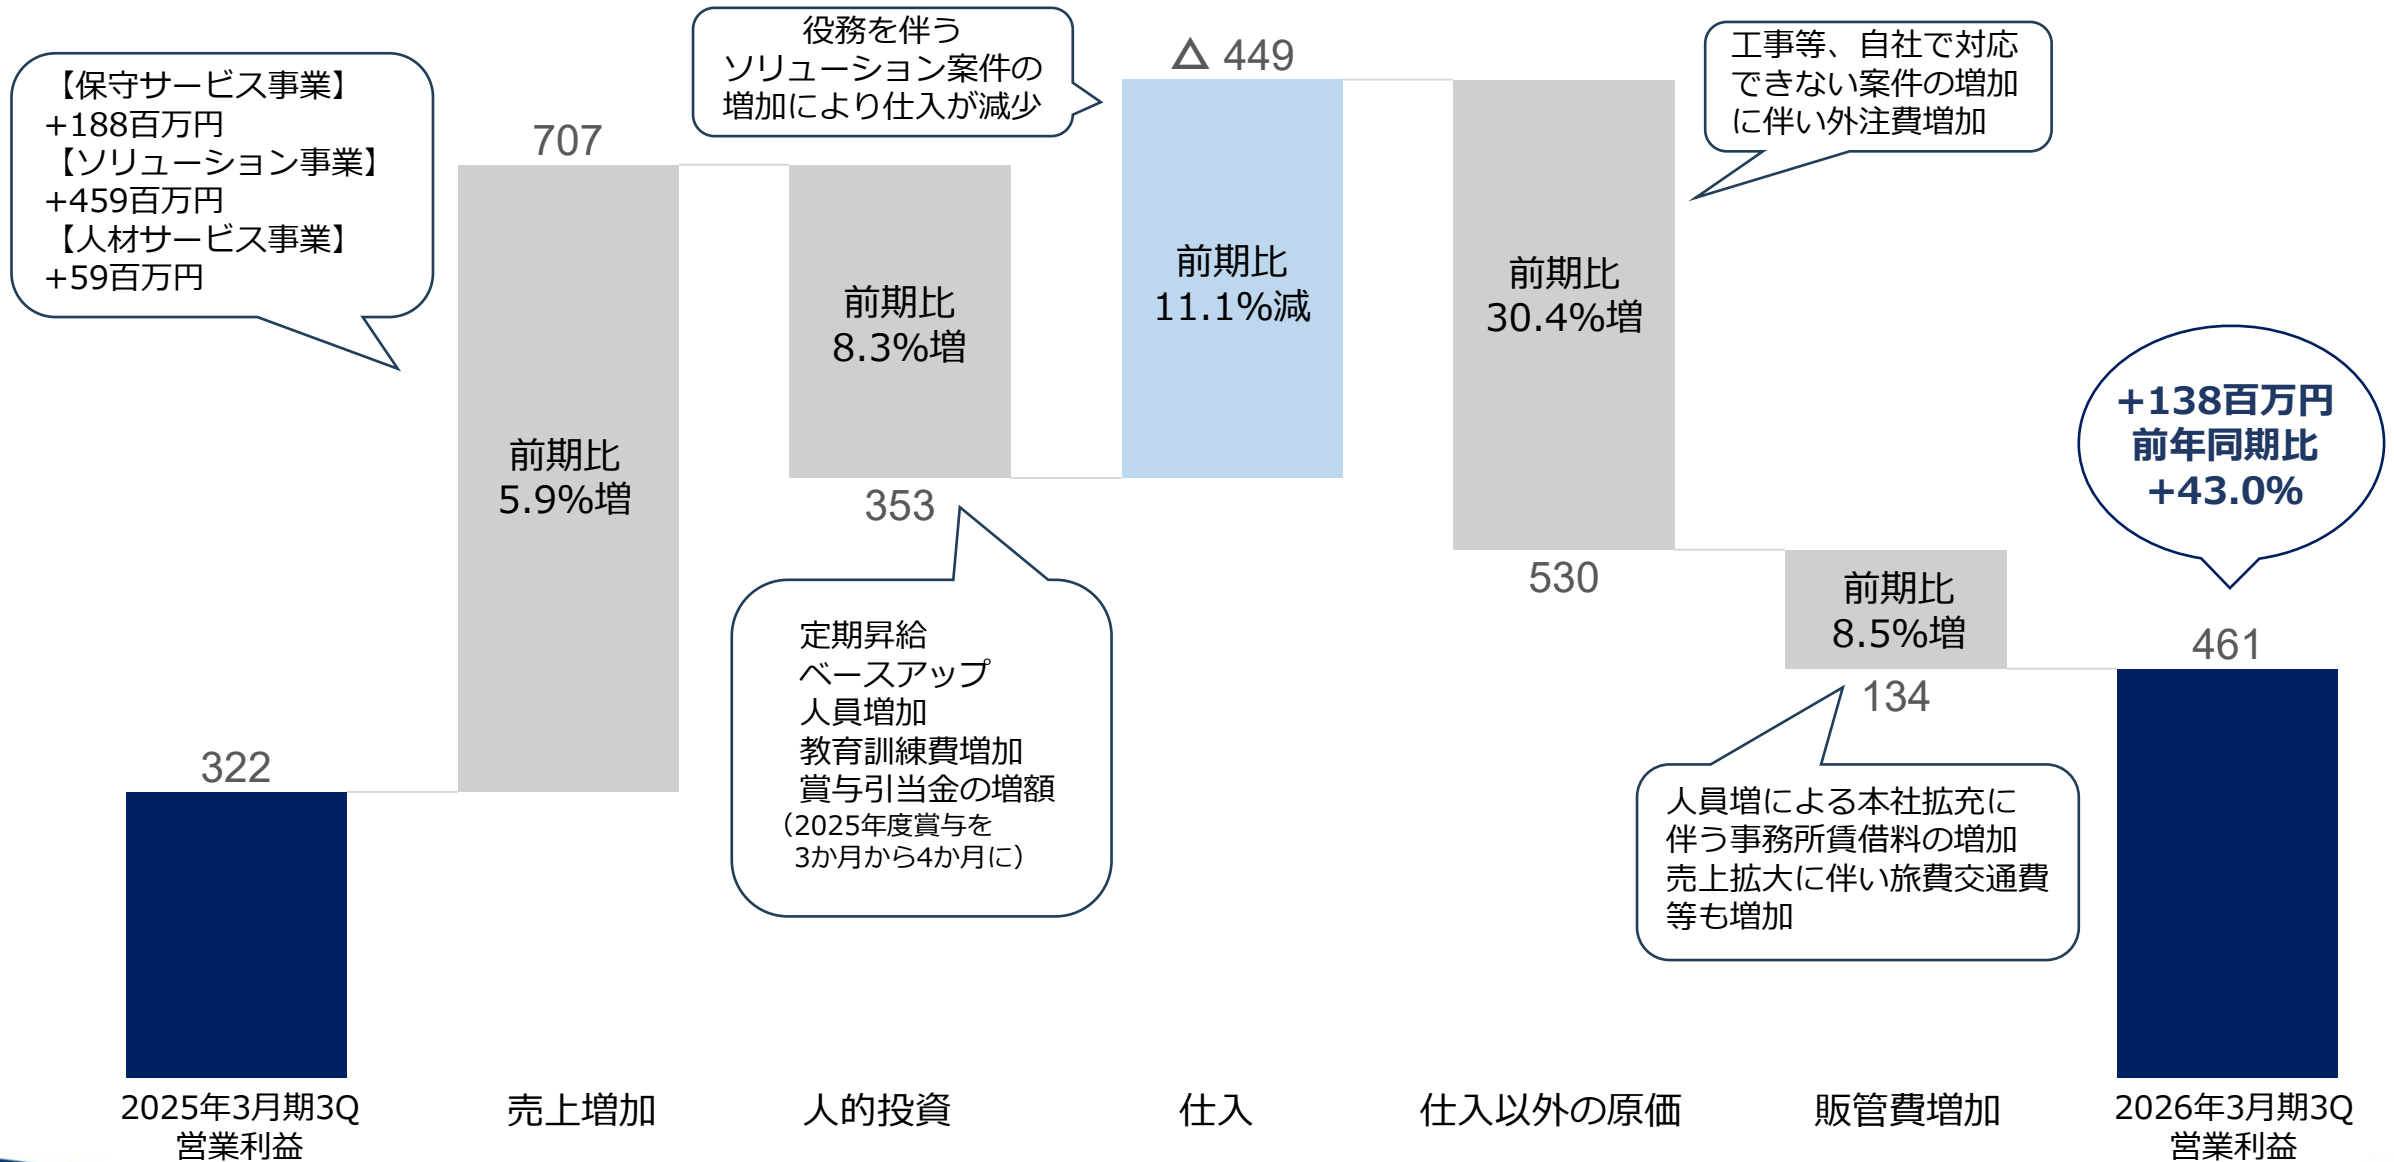 【保守サービス事業】
+188百万円
【ソリューション事業】
+459百万円
【人材サービス事業】
+59百万円
役務を伴う
ソリューション案件の
増加により仕入が減少
工事等、自社で対応
できない案件の増加
に伴い外注費増加
707
△ 449
前期比
5.9%増
前期比
8.3%増
前期比
11.1%減
前期比
30.4%増
353
530
定期昇給
ベースアップ
人員増加
教育訓練費増加
賞与引当金の増額
（2025年度賞与を
3か月から4か月に）
前期比
8.5%増
134
人員増による本社拡充に
伴う事務所賃借料の増加
売上拡大に伴い旅費交通費
等も増加
+138百万円
前年同期比
+43.0%
322
461
2025年3月期3Q
営業利益
売上増加
人的投資
仕入
仕入以外の原価
販管費増加
2026年3月期3Q
営業利益